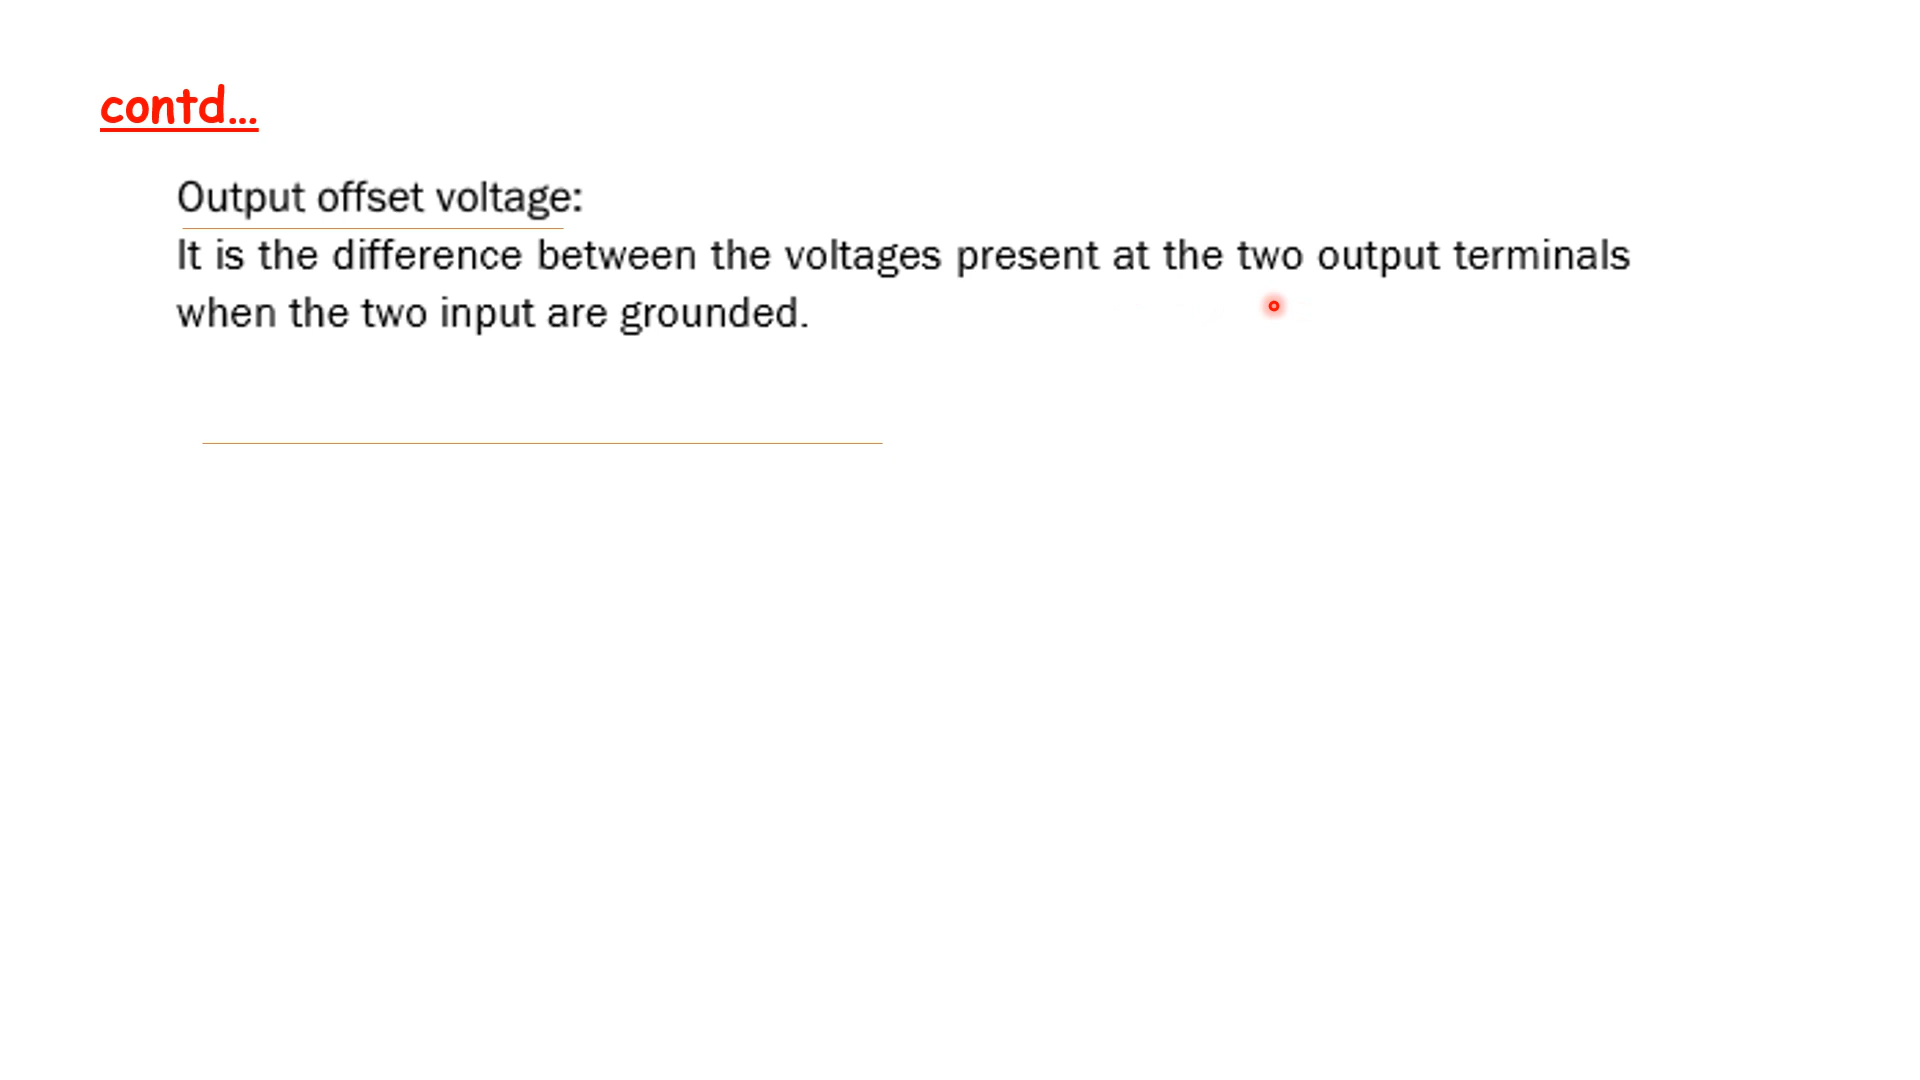 contd...
Output offset voltage:
It is the difference between the voltages present at the two output terminals
when the two input are grounded.